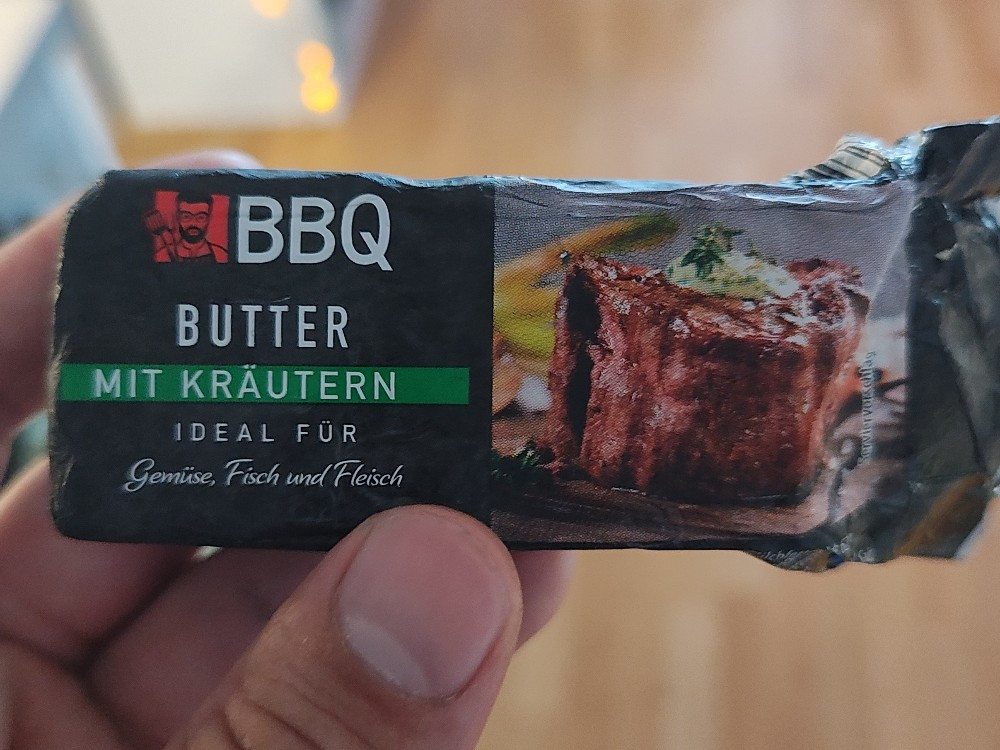 BBQ
BUTTER
MIT KRÄUTERN
IDEAL FÜR
Gemüse, Fisch und Fleisch